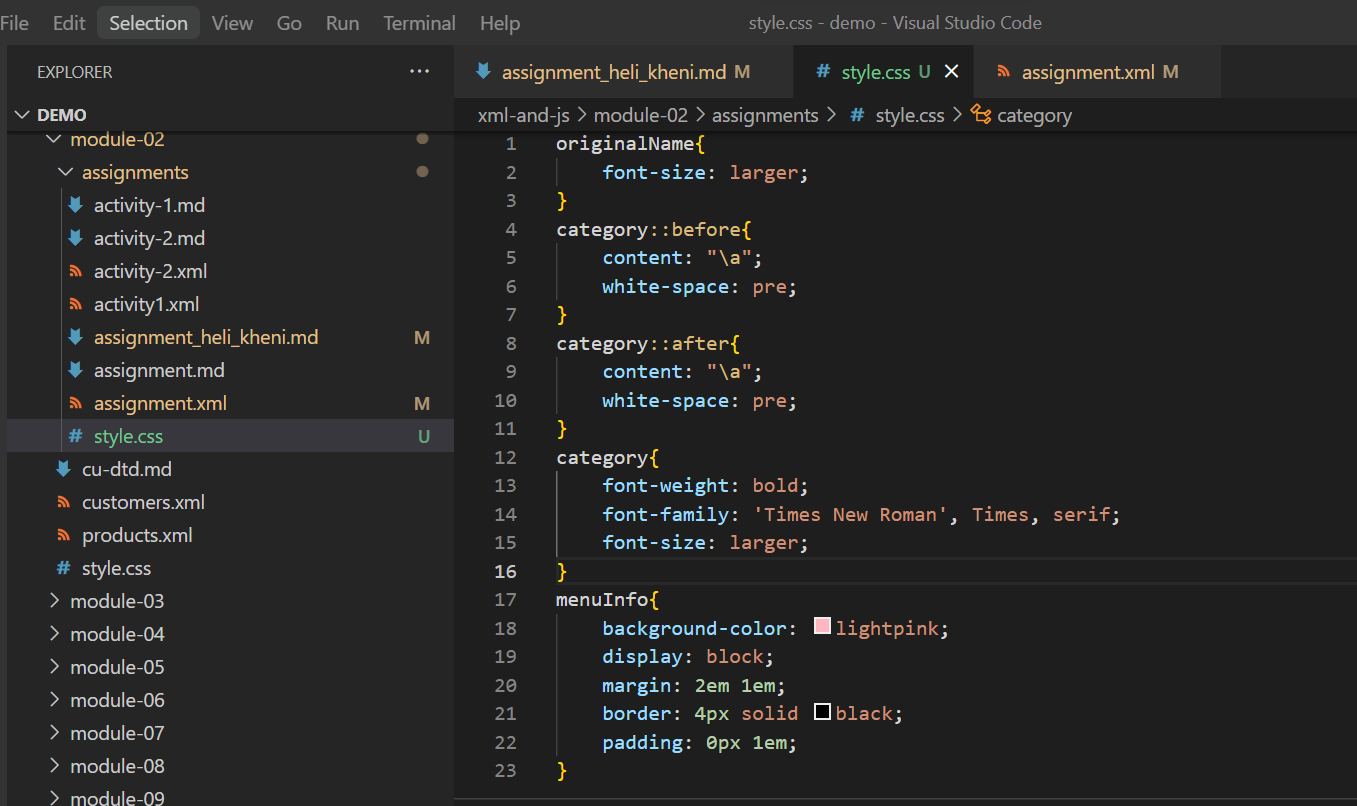 File Edit Selection View Go Run Terminal Help style.css - demo - Visual Studio Code
EXPLORER ···
DEMO
module-02
assignments
activity-1.md
activity-2.md
activity-2.xml
activity1.xml
assignment_heli_kheni.md M
assignment.md
assignment.xml M
style.css U
cu-dtd.md
customers.xml
products.xml
style.css
module-03
module-04
module-05
module-06
module-07
module-08
module-09
assignment_heli_kheni.md M # style.css U assignment.xml M
xml-and-js > module-02 > assignments > # style.css > category
1 originalName{
2 font-size: larger;
3 }
4 category::before{
5 content: "\a";
6 white-space: pre;
7 }
8 category::after{
9 content: "\a";
10 white-space: pre;
11 }
12 category{
13 font-weight: bold;
14 font-family: 'Times New Roman', Times, serif;
15 font-size: larger;
16 }
17 menuInfo{
18 background-color: lightpink;
19 display: block;
20 margin: 2em 1em;
21 border: 4px solid black;
22 padding: 0px 1em;
23 }